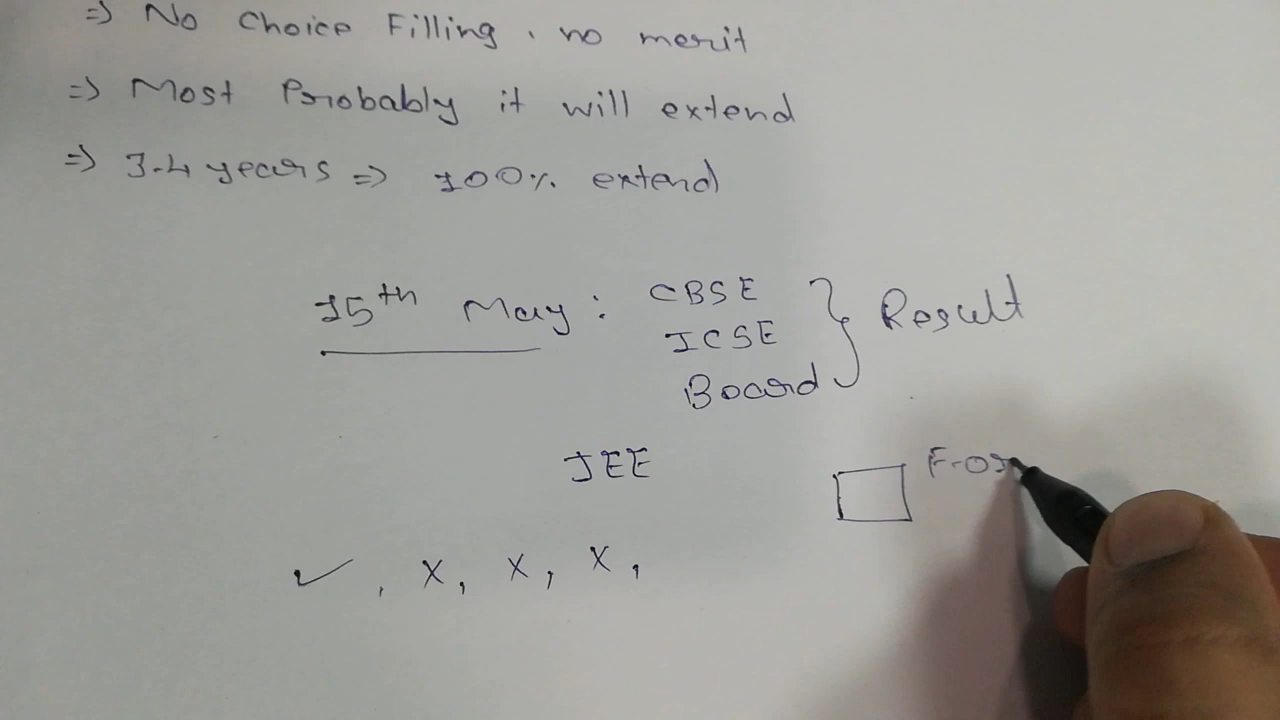 => No Choice Filling, no merit
=> Most Probably it will extend
=> 3-4 years => 100% extend
15th May: CBSE
ICSE
Board } Result
JEE
✓, x, x, x,